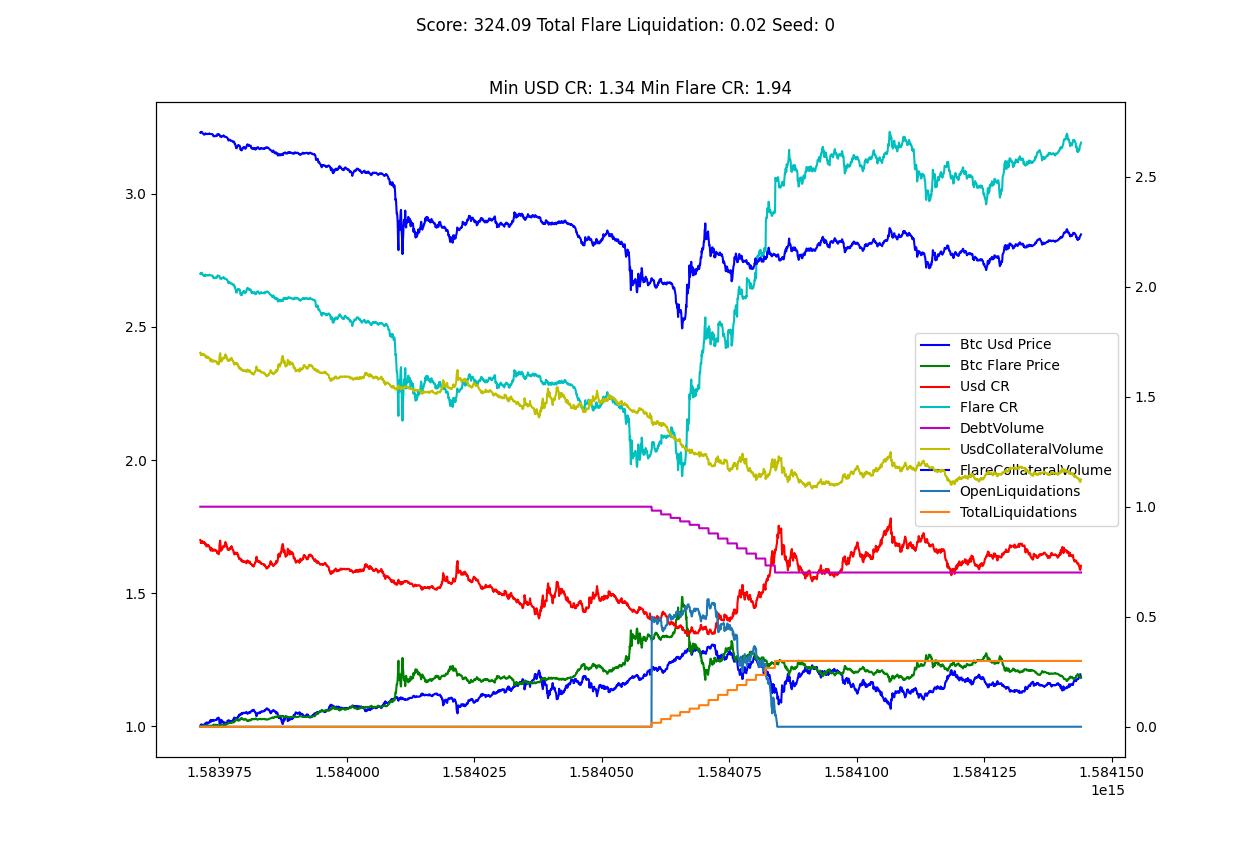 Score: 324.09 Total Flare Liquidation: 0.02 Seed: 0
Min USD CR: 1.34 Min Flare CR: 1.94
3.0
2.5
2.0
1.5
1.0
2.5
2.0
1.5
1.0
0.5
0.0
Btc Usd Price
Btc Flare Price
Usd CR
Flare CR
DebtVolume
UsdCollateralVolume
FlareCollateralVolume
OpenLiquidations
TotalLiquidations
1.583975 1.584000 1.584025 1.584050 1.584075 1.584100 1.584125 1.584150
1e15